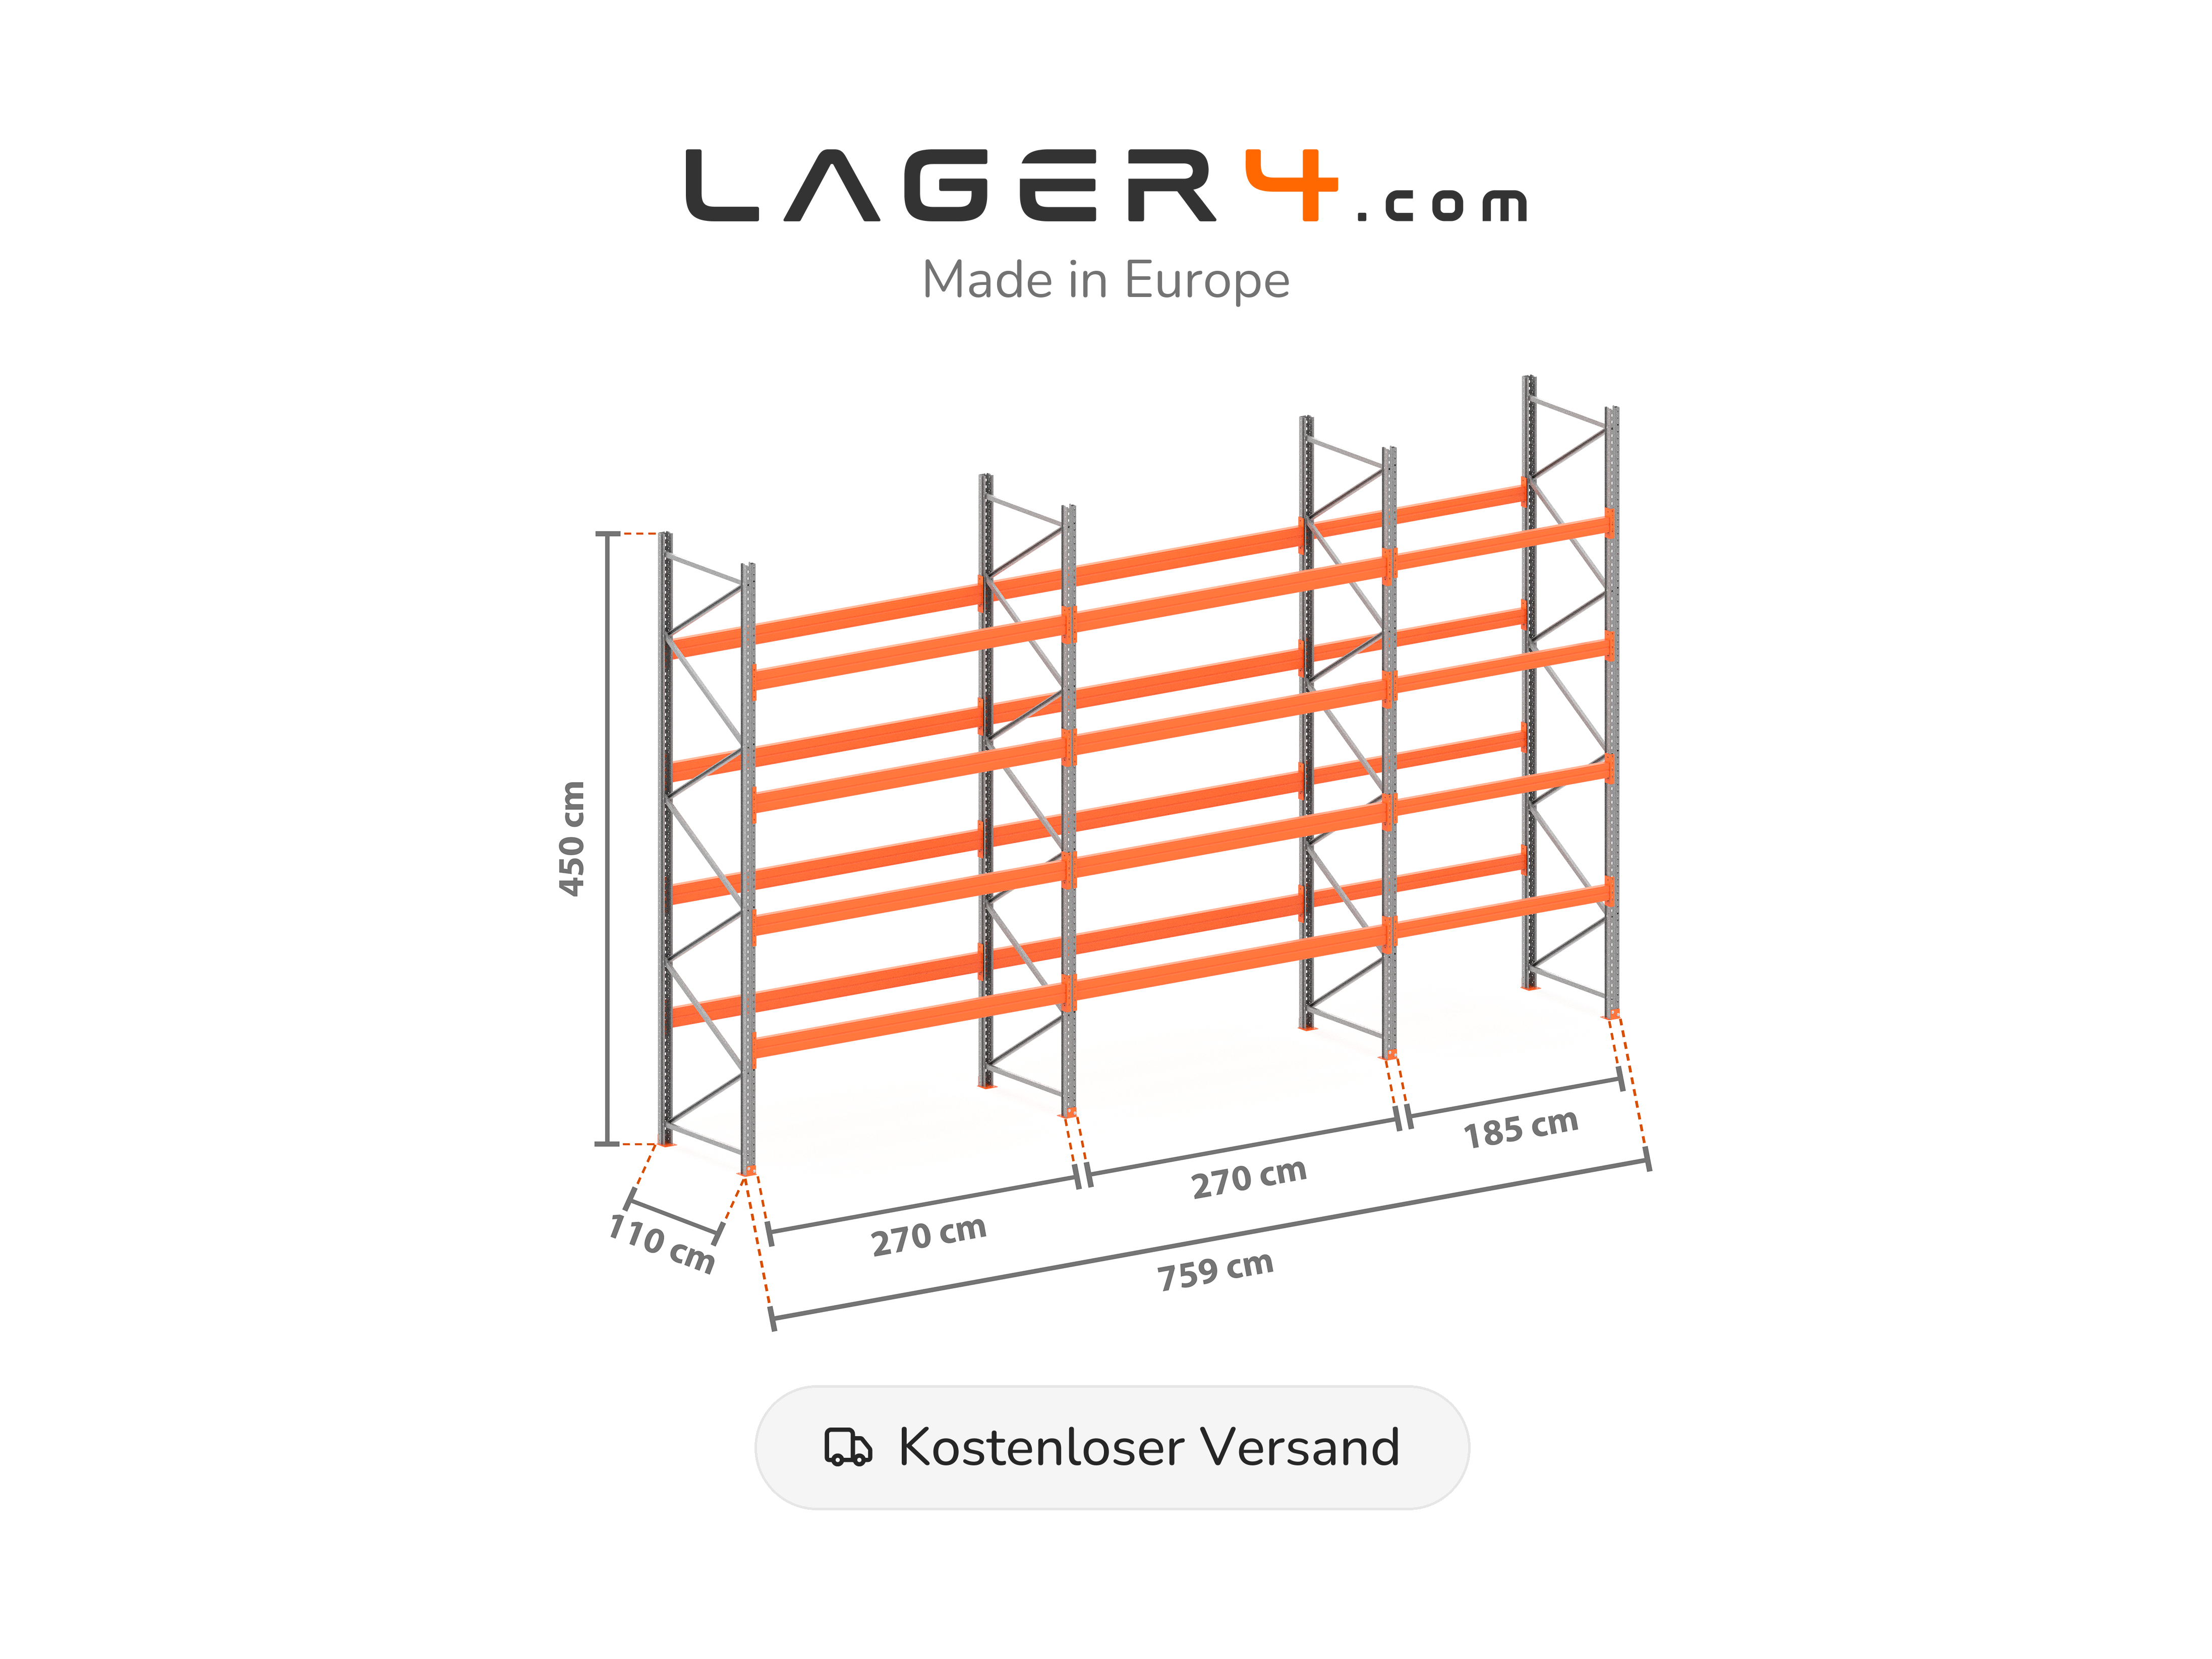 LAGER4.com
Made in Europe
450 cm
110 cm
270 cm
270 cm
185 cm
759 cm
Kostenloser Versand